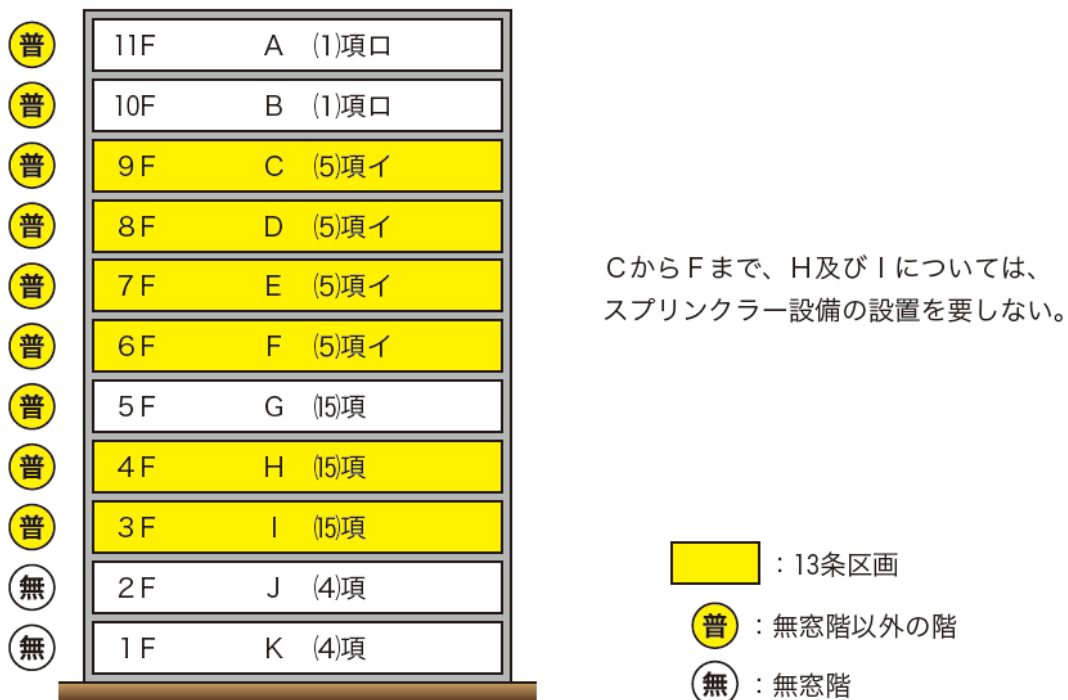 普 11F A (1)項ロ
普 10F B (1)項ロ
普 9F C (5)項イ
普 8F D (5)項イ
普 7F E (5)項イ
普 6F F (5)項イ
普 5F G (15)項
普 4F H (15)項
普 3F I (15)項
無 2F J (4)項
無 1F K (4)項
CからFまで、H及びIについては、
スプリンクラー設備の設置を要しない。
：13条区画
普：無窓階以外の階
無：無窓階